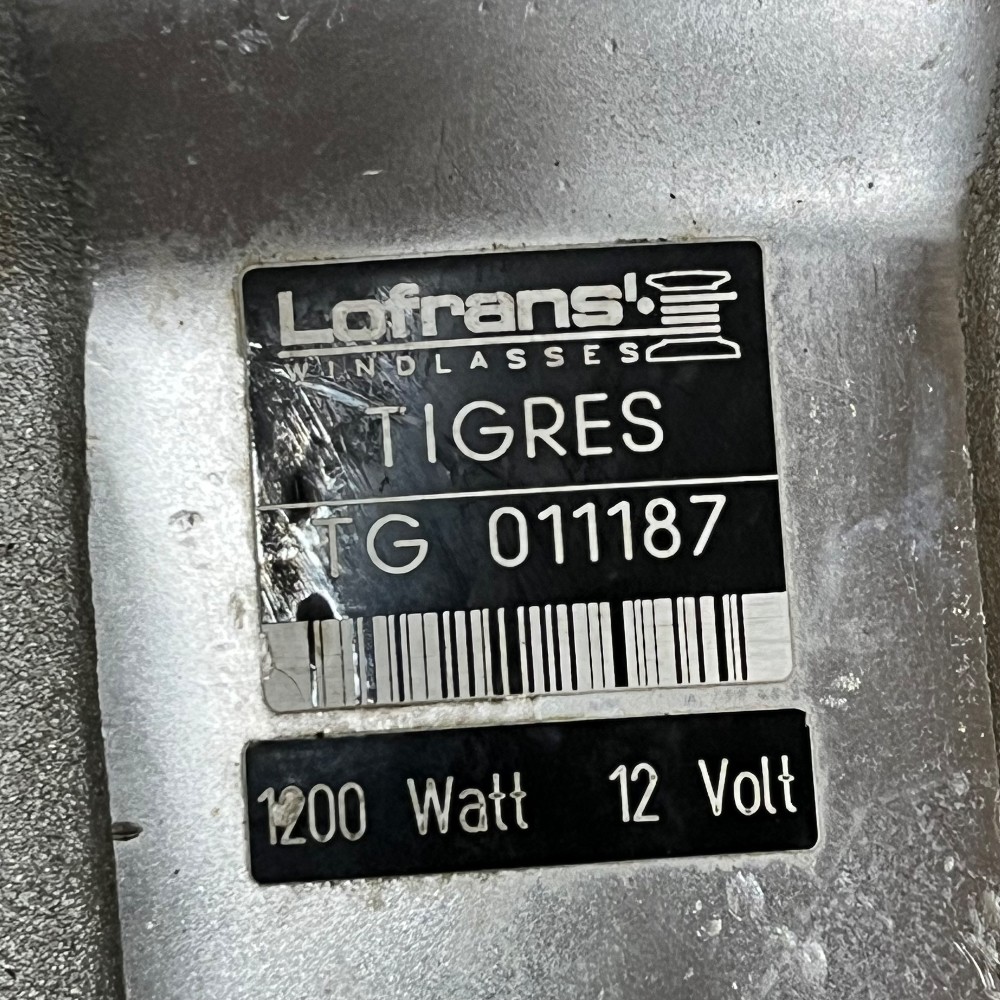 Lofrans'
WINDLASSES
TIGRES
TG 011187
1200 Watt 12 Volt